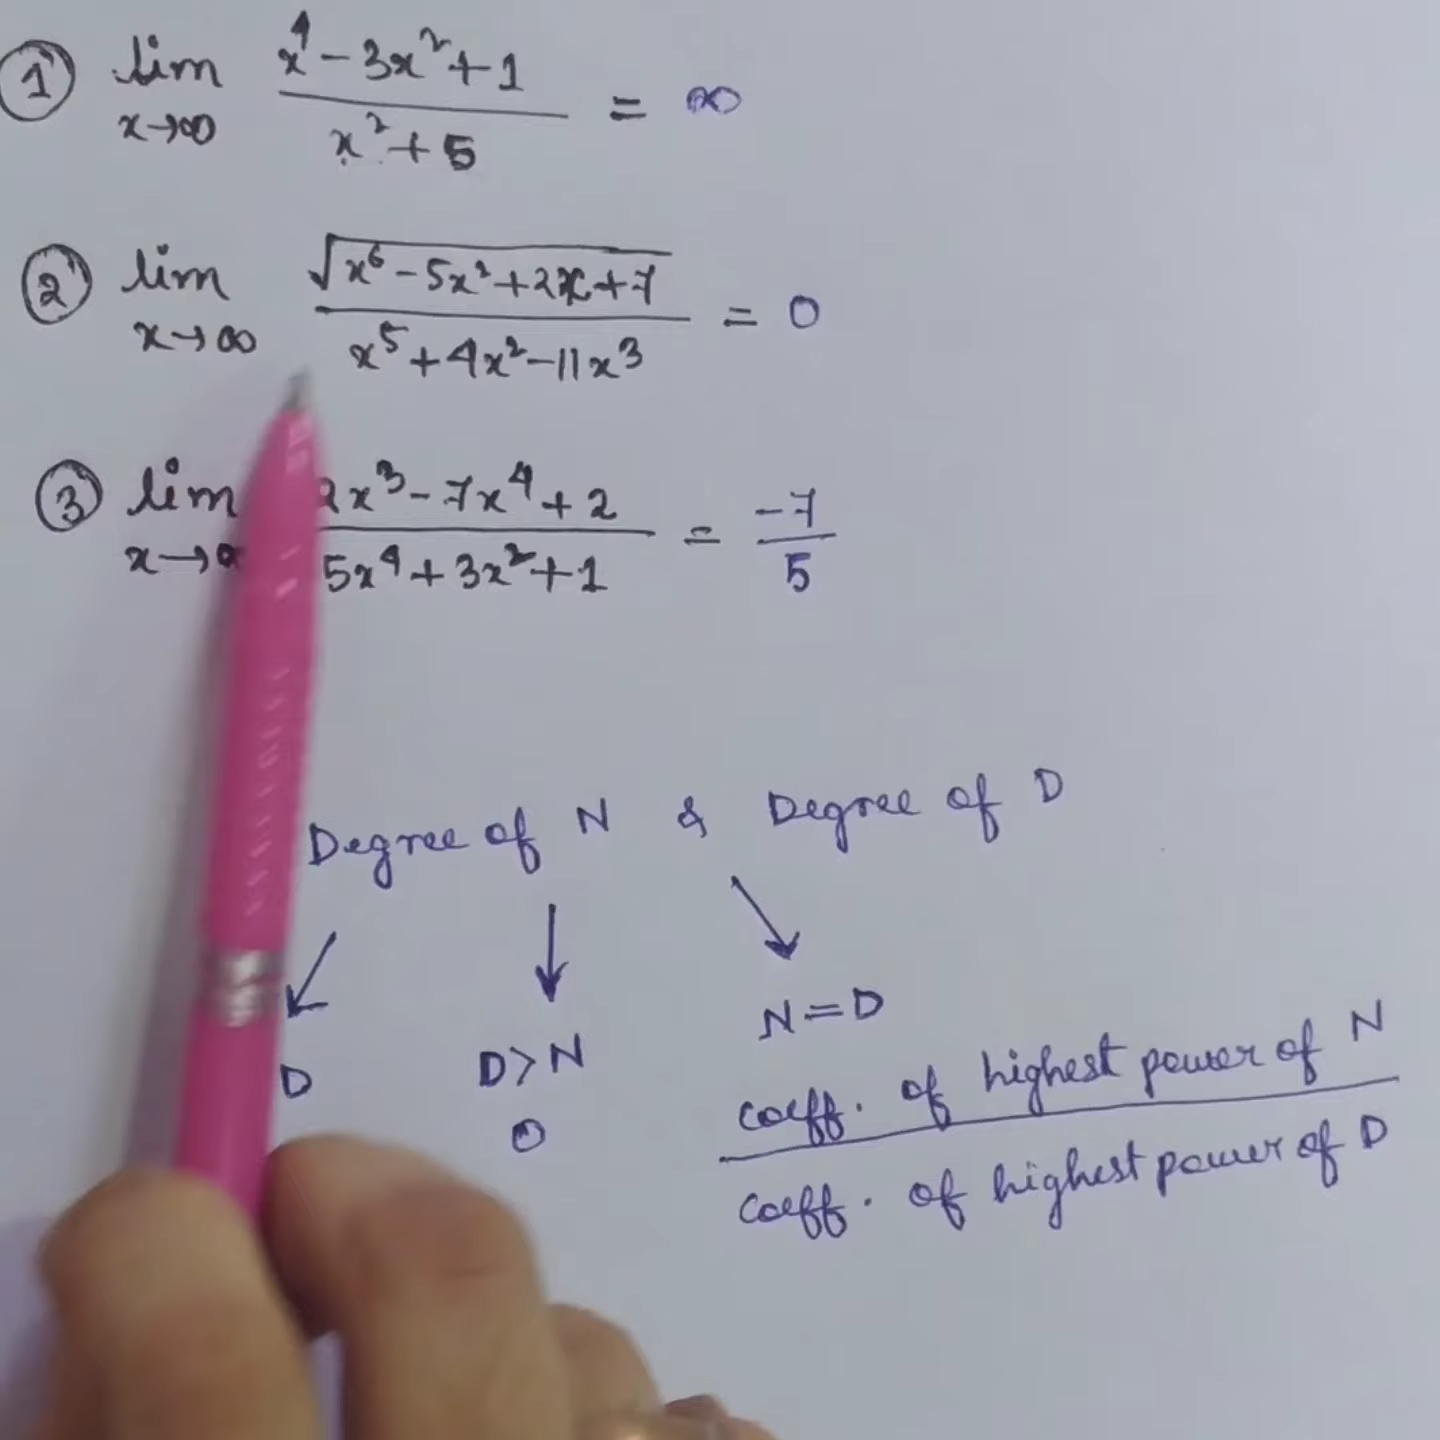 ① lim x→∞ (x⁴ - 3x² + 1) / (x² + 5) = ∞
② lim x→∞ √(x⁶ - 5x² + 2x + 7) / (x⁵ + 4x² - 11x³) = 0
③ lim x→ (2x³ - 7x⁴ + 2) / (5x⁴ + 3x² + 1) = -7/5
Degree of N & Degree of D
↙ ↓ ↘
D D>N N=D
0
coeff. of highest power of N
coeff. of highest power of D